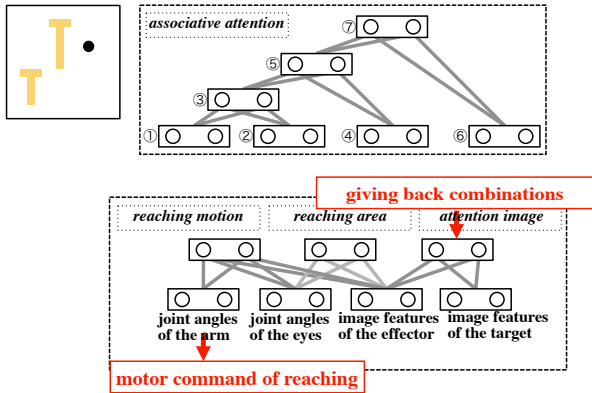 associative attention
⑦
⑤
③
① ② ④ ⑥
giving back combinations
reaching motion reaching area attention image
joint angles of the arm
joint angles of the eyes
image features of the effector
image features of the target
motor command of reaching